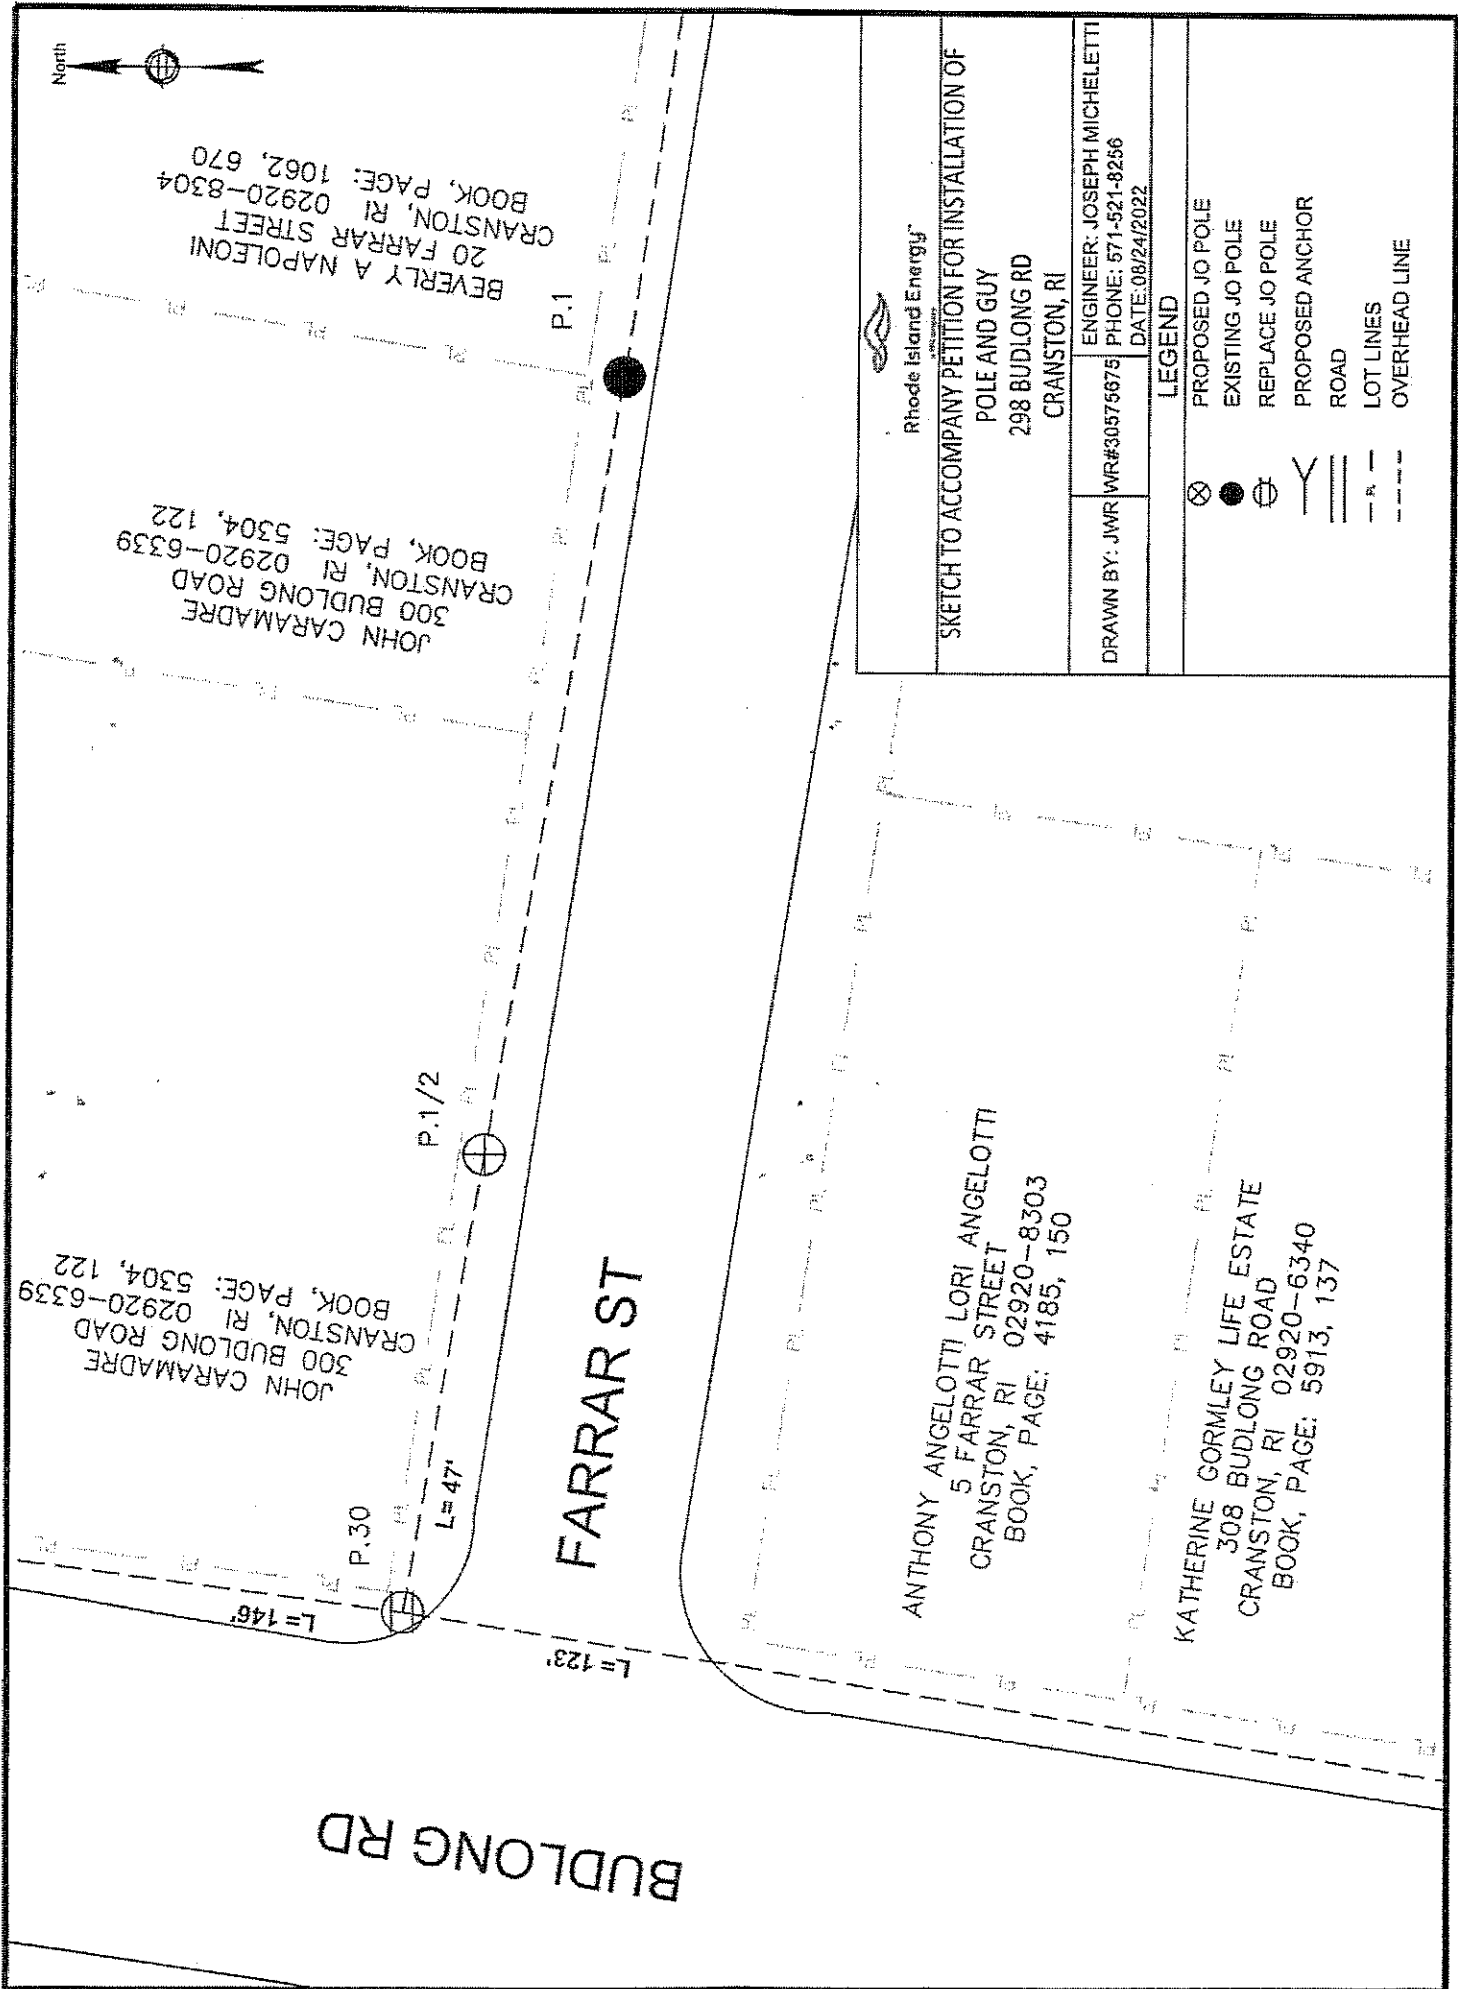 North
BEVERLY A NAPOLEONI
20 FARRAR STREET
CRANSTON, RI 02920-8304
BOOK, PAGE: 1062, 670
P.1
JOHN CARAMADRE
300 BUDLONG ROAD
CRANSTON, RI 02920-6339
BOOK, PAGE: 5304, 122
P.1/2
JOHN CARAMADRE
300 BUDLONG ROAD
CRANSTON, RI 02920-6339
BOOK, PAGE: 5304, 122
P.30
L= 47'
L= 146'
L= 123'
FARRAR ST
BUDLONG RD
ANTHONY ANGELOTTI LORI ANGELOTTI
5 FARRAR STREET
CRANSTON, RI 02920-8303
BOOK, PAGE: 4185, 150
KATHERINE GORMLEY LIFE ESTATE
308 BUDLONG ROAD
CRANSTON, RI 02920-6340
BOOK, PAGE: 5913, 137
Rhode Island Energy™
SKETCH TO ACCOMPANY PETITION FOR INSTALLATION OF
POLE AND GUY
298 BUDLONG RD
CRANSTON, RI
DRAWN BY: JWR
WR#30575675
ENGINEER: JOSEPH MICHELETTI
PHONE: 571-521-8256
DATE:08/24/2022
LEGEND
PROPOSED JO POLE
EXISTING JO POLE
REPLACE JO POLE
PROPOSED ANCHOR
ROAD
PL
LOT LINES
OVERHEAD LINE